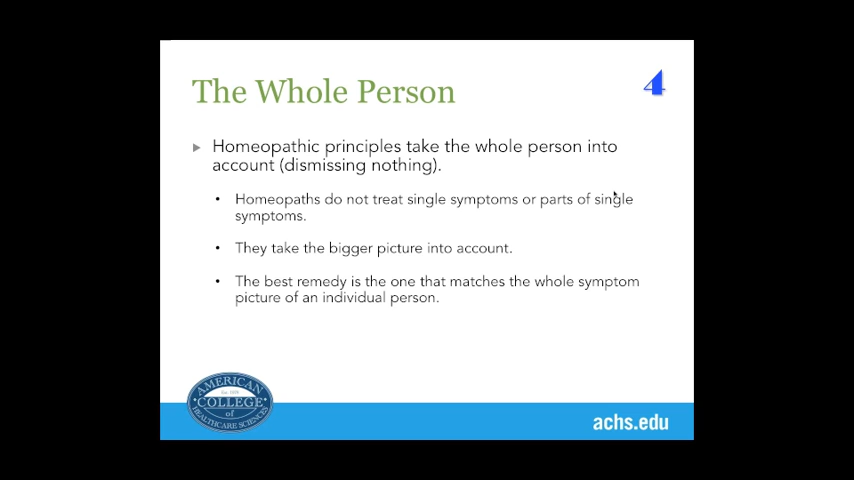 The Whole Person
4
Homeopathic principles take the whole person into
account (dismissing nothing).
• Homeopaths do not treat single symptoms or parts of single
symptoms.
• They take the bigger picture into account.
• The best remedy is the one that matches the whole symptom
picture of an individual person.
AMERICAN
COLLEGE
of
HEALTHCARE SCIENCES
achs.edu